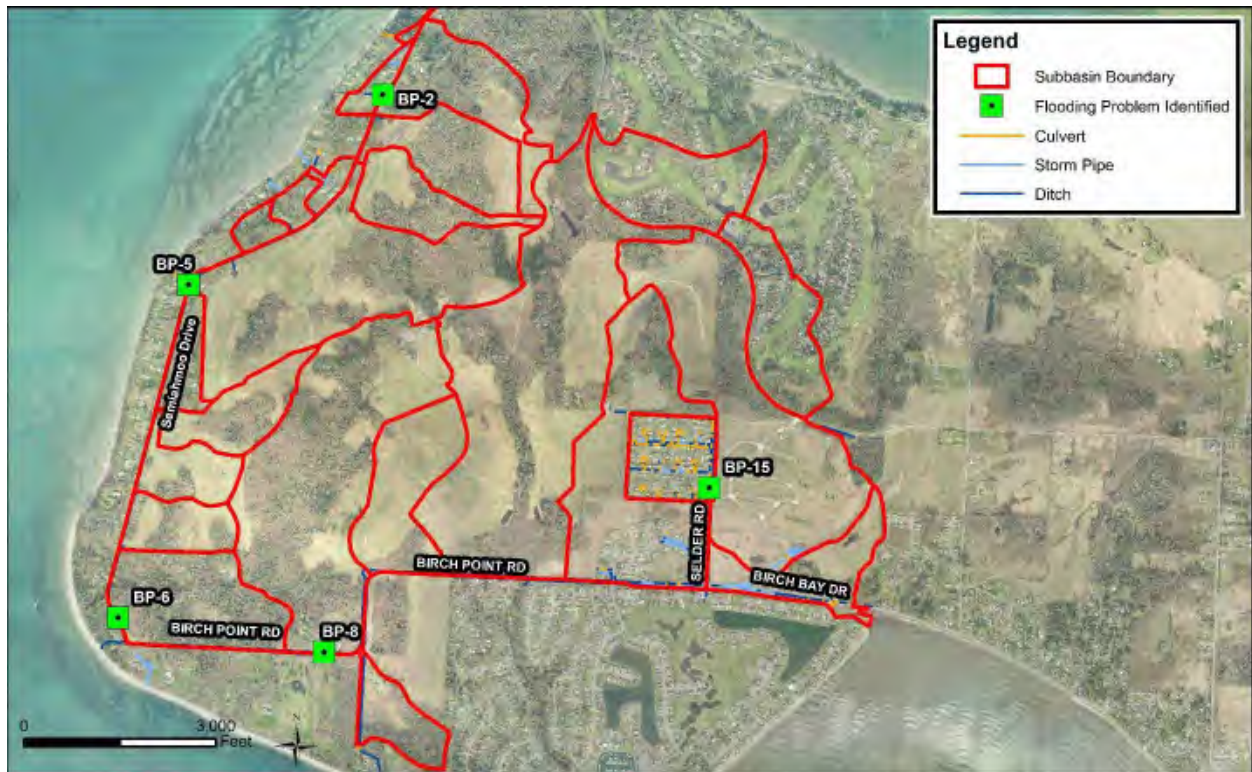 Legend
Subbasin Boundary
Flooding Problem Identified
Culvert
Storm Pipe
Ditch
BP-2
BP-5
Semiahmoo Drive
BP-15
SELDER RD
BIRCH POINT RD
BIRCH BAY DR
BP-6
BIRCH POINT RD
BP-8
0
3,000
Feet
N